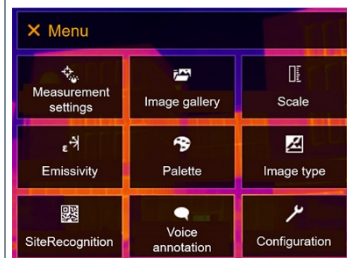 Menu
Measurement
settings
Image gallery
Scale
Emissivity
Palette
Image type
SiteRecognition
Voice
annotation
Configuration